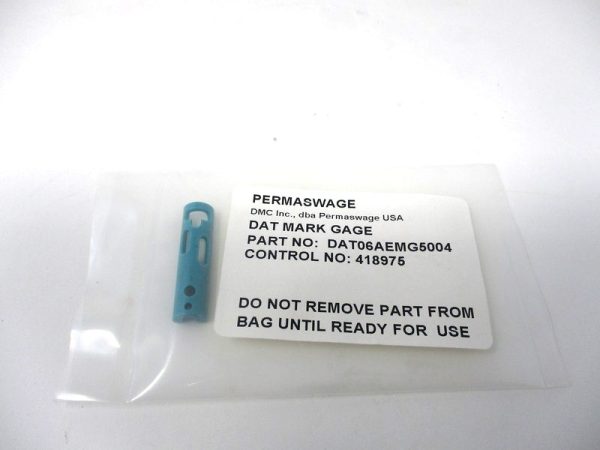 PERMASWAGE
DMC Inc., dba Permaswage USA
DAT MARK GAGE
PART NO: DAT06AEMG5004
CONTROL NO: 418975
DO NOT REMOVE PART FROM
BAG UNTIL READY FOR USE